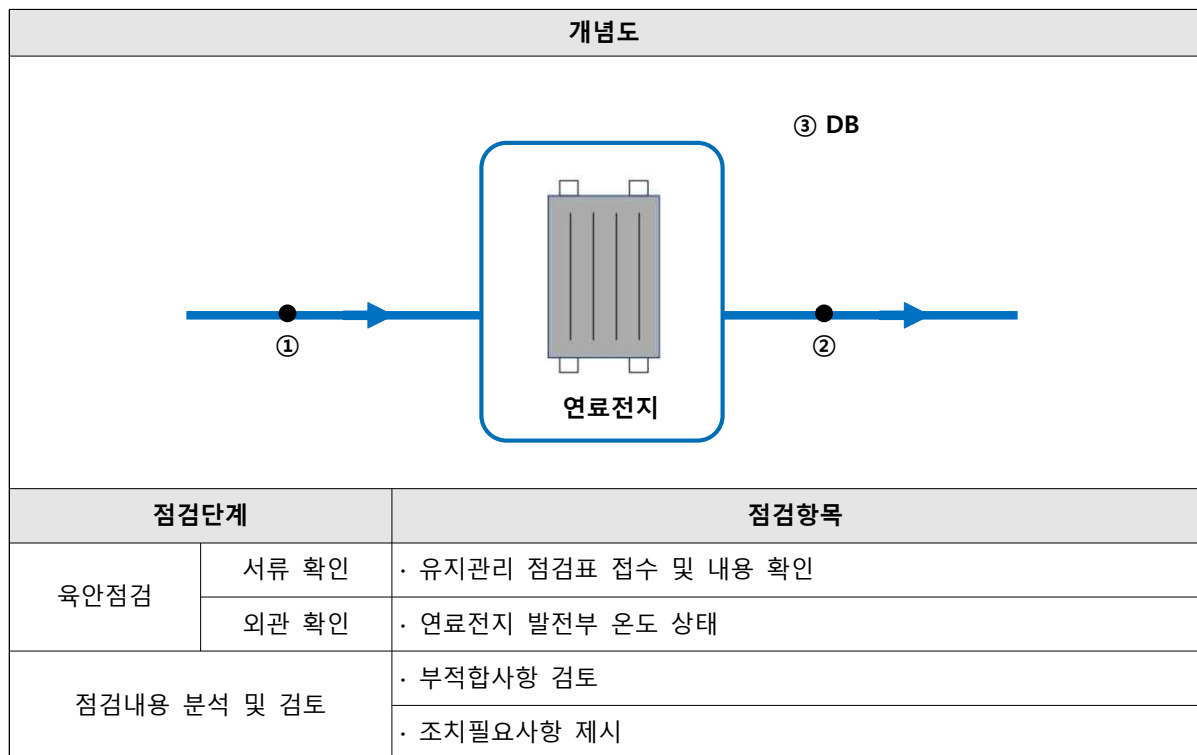 개념도
③ DB
①
②
연료전지
점검단계
점검항목
육안점검
서류 확인
· 유지관리 점검표 접수 및 내용 확인
외관 확인
· 연료전지 발전부 온도 상태
점검내용 분석 및 검토
· 부적합사항 검토
· 조치필요사항 제시